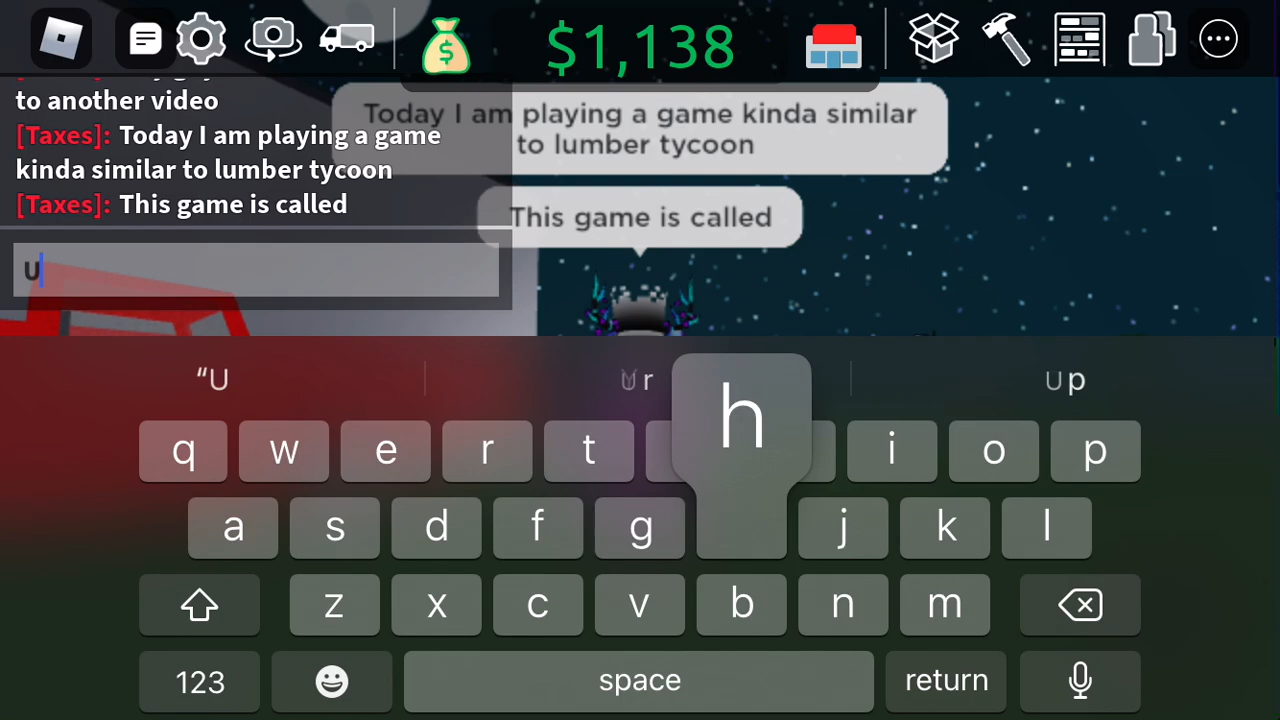 $1,138
to another video
[Taxes]: Today I am playing a game
kinda similar to lumber tycoon
[Taxes]: This game is called
U
Today I am playing a game kinda similar
to lumber tycoon
This game is called
“U
Ur
Up
h
q w e r t i o p
a s d f g j k l
z x c v b n m
123 space return